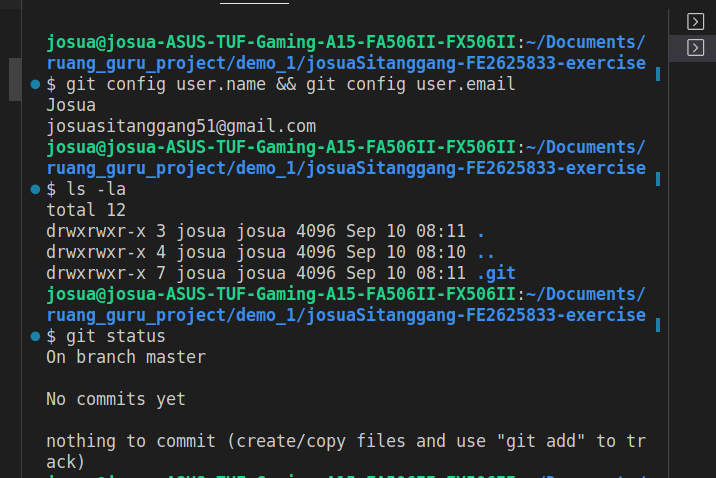 josua@josua-ASUS-TUF-Gaming-A15-FA506II-FX506II:~/Documents/
ruang_guru_project/demo_1/josuaSitanggang-FE2625833-exercise
$ git config user.name && git config user.email
Josua
josuasitanggang51@gmail.com
josua@josua-ASUS-TUF-Gaming-A15-FA506II-FX506II:~/Documents/
ruang_guru_project/demo_1/josuaSitanggang-FE2625833-exercise
$ ls -la
total 12
drwxrwxr-x 3 josua josua 4096 Sep 10 08:11 .
drwxrwxr-x 4 josua josua 4096 Sep 10 08:10 ..
drwxrwxr-x 7 josua josua 4096 Sep 10 08:11 .git
josua@josua-ASUS-TUF-Gaming-A15-FA506II-FX506II:~/Documents/
ruang_guru_project/demo_1/josuaSitanggang-FE2625833-exercise
$ git status
On branch master
No commits yet
nothing to commit (create/copy files and use "git add" to tr
ack)